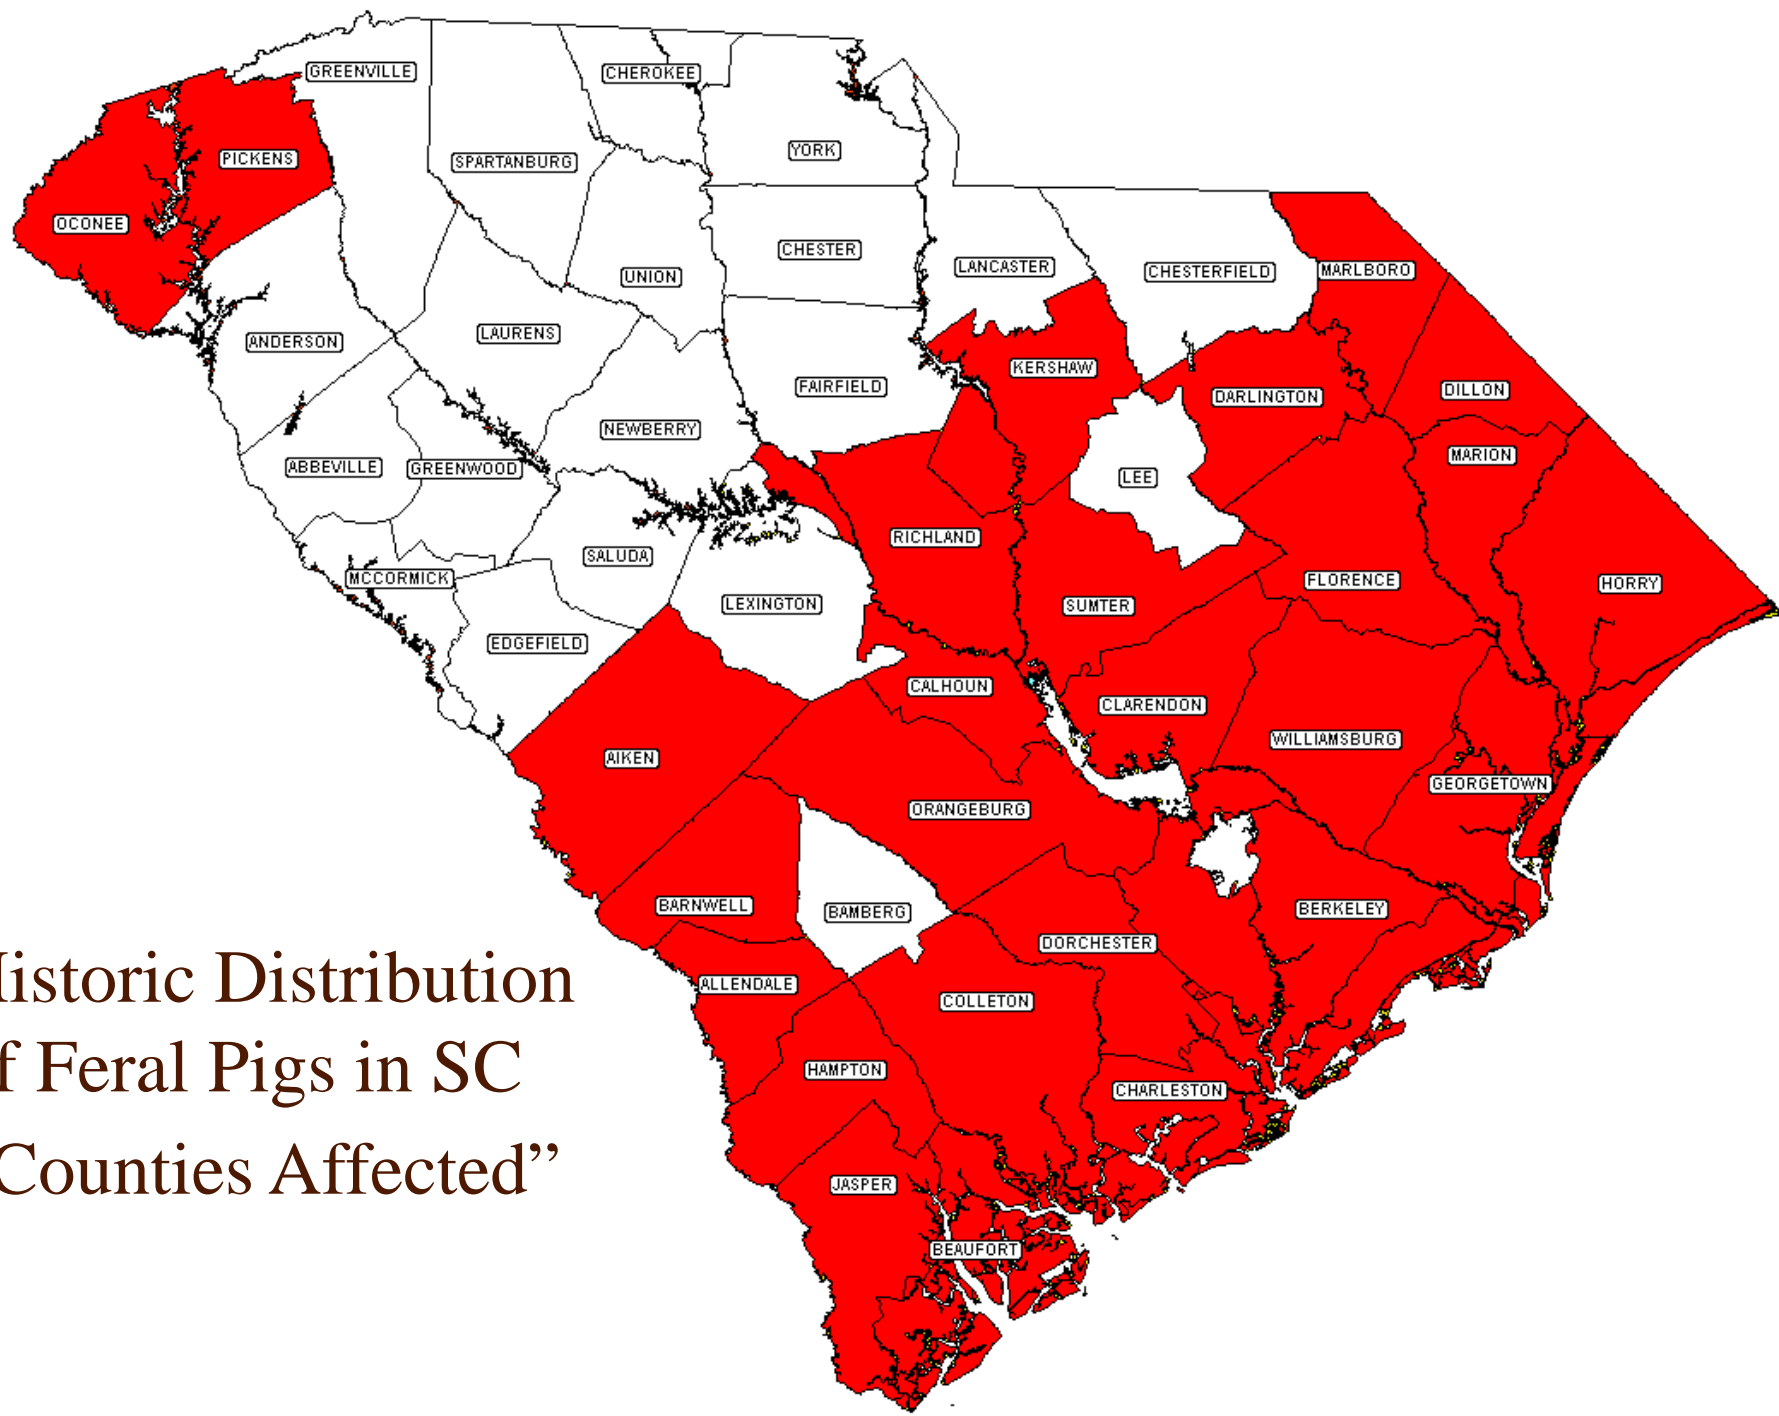 GREENVILLE
CHEROKEE
YORK
PICKENS
SPARTANBURG
OCONEE
CHESTER
UNION
LANCASTER
CHESTERFIELD
MARLBORO
ANDERSON
LAURENS
KERSHAW
FAIRFIELD
DARLINGTON
DILLON
NEWBERRY
ABBEVILLE
GREENWOOD
LEE
MARION
RICHLAND
SALUDA
MCCORMICK
LEXINGTON
SUMTER
FLORENCE
HORRY
EDGEFIELD
CALHOUN
CLARENDON
AIKEN
WILLIAMSBURG
ORANGEBURG
GEORGETOWN
BARNWELL
BAMBERG
BERKELEY
DORCHESTER
ALLENDALE
COLLETON
HAMPTON
CHARLESTON
JASPER
BEAUFORT
istoric Distribution
f Feral Pigs in SC
Counties Affected”